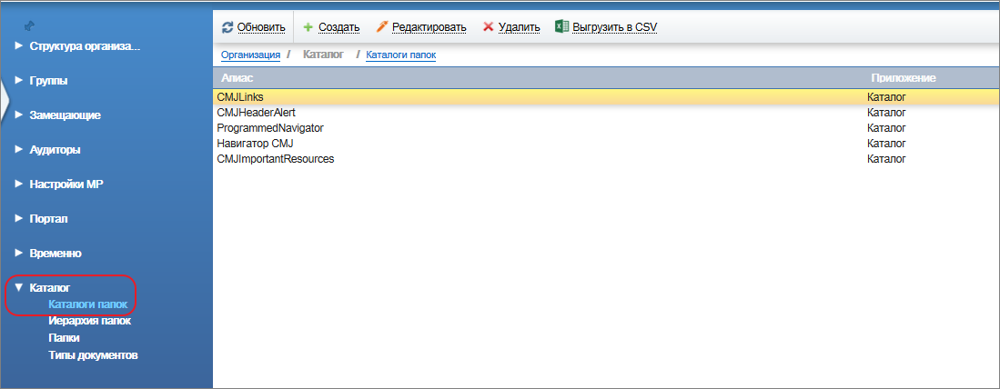 Обновить Создать Редактировать Удалить Выгрузить в CSV
Организация / Каталог / Каталоги папок
Алиас Приложение
CMJLinks Каталог
CMJHeaderAlert Каталог
ProgrammedNavigator Каталог
Навигатор CMJ Каталог
CMJImportantResources Каталог
Структура организа...
Группы
Замещающие
Аудиторы
Настройки МР
Портал
Временно
Каталог
Каталоги папок
Иерархия папок
Папки
Типы документов